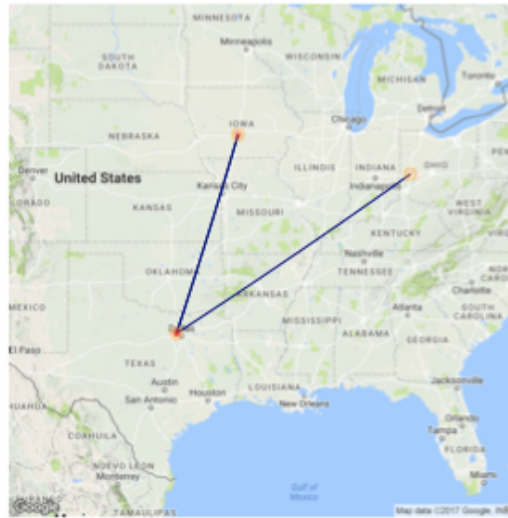 MINNESOTA
Minneapolis
SOUTH
DAKOTA
WISCONSIN
MICHIGAN
Toronto
Detroit
IOWA
Chicago
NEBRASKA
Denver
United States
ILLINOIS
INDIANA
OHIO
Indianapolis
Kansas City
KANSAS
MISSOURI
WEST
VIRGINIA
KENTUCKY
Nashville
TENNESSEE
OKLAHOMA
ARKANSAS
Charlotte
MISSISSIPPI
Atlanta
SOUTH
CAROLINA
ALABAMA
GEORGIA
El Paso
TEXAS
Austin
San Antonio
Houston
LOUISIANA
New Orleans
Jacksonville
Orlando
Tampa
FLORIDA
Miami
COAHUILA
NUEVO LEON
Monterrey
TAMAULIPAS
Gulf of
Mexico
Google
Map data ©2017 Google, INE